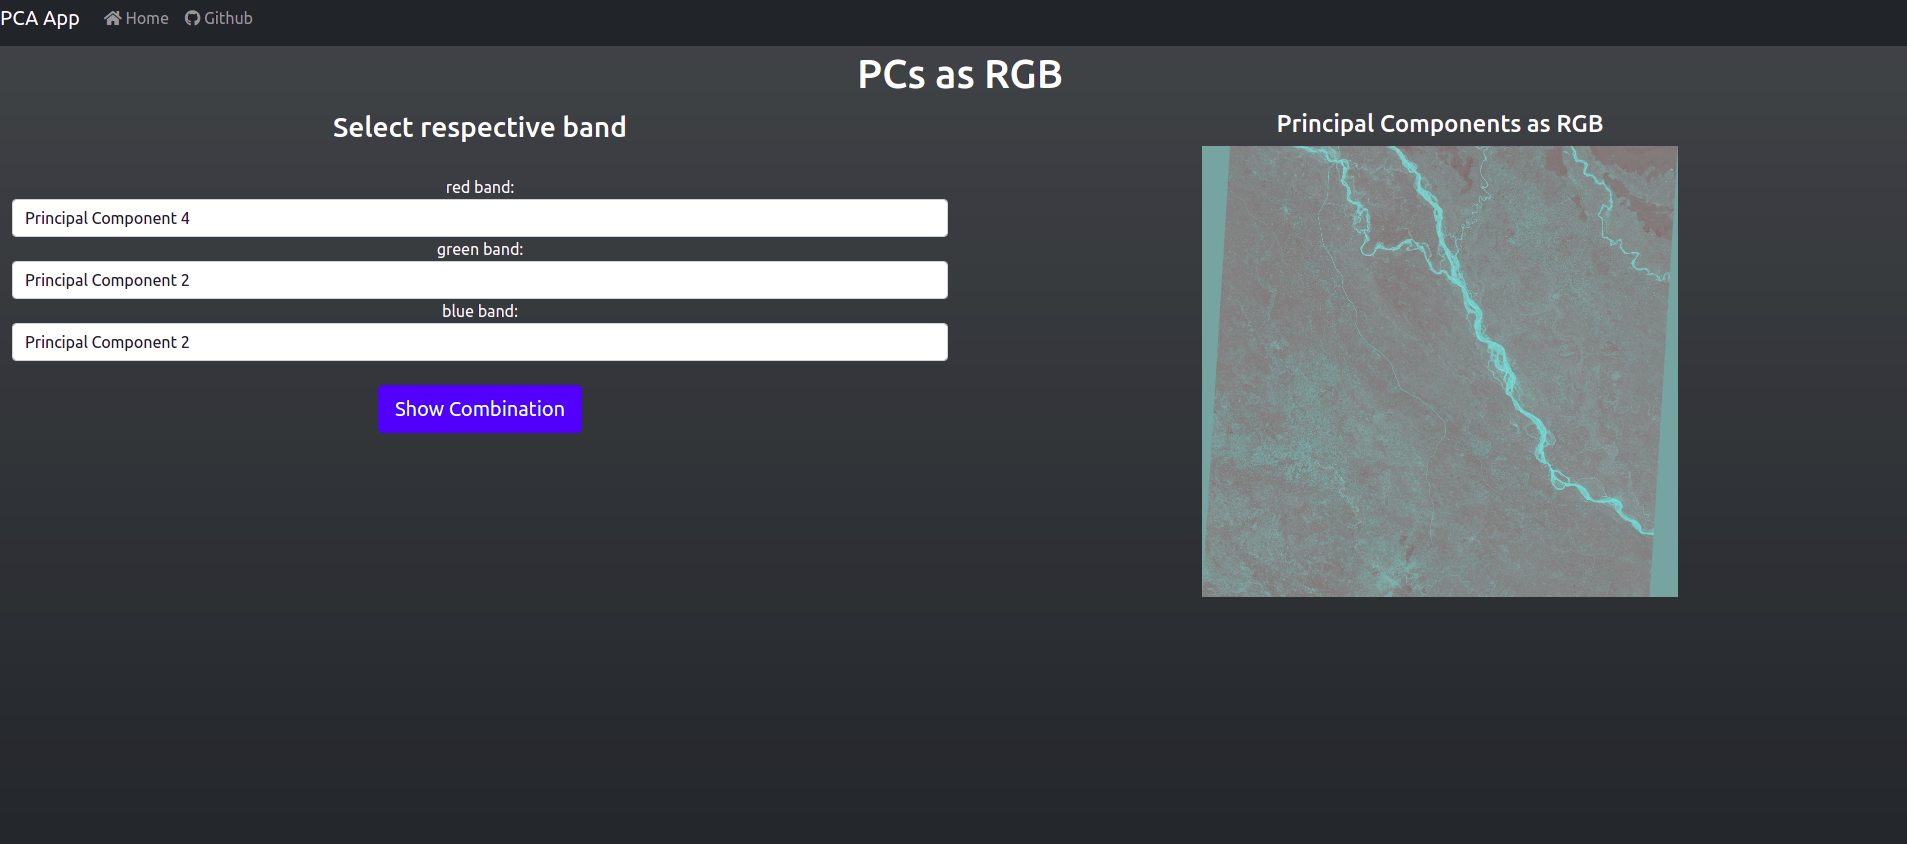 PCA App Home Github
PCs as RGB
Select respective band
red band:
Principal Component 4
green band:
Principal Component 2
blue band:
Principal Component 2
Show Combination
Principal Components as RGB